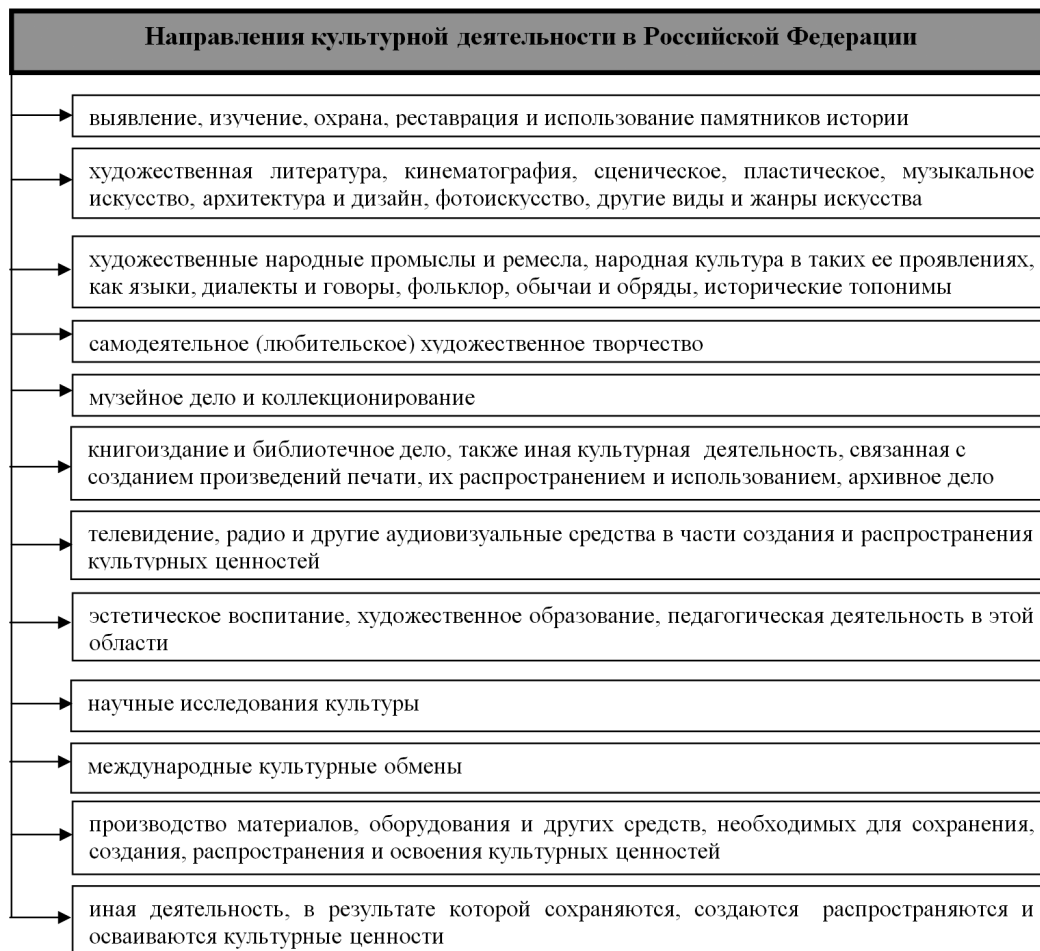 Направления культурной деятельности в Российской Федерации
выявление, изучение, охрана, реставрация и использование памятников истории
художественная литература, кинематография, сценическое, пластическое, музыкальное
искусство, архитектура и дизайн, фотоискусство, другие виды и жанры искусства
художественные народные промыслы и ремесла, народная культура в таких ее проявлениях,
как языки, диалекты и говоры, фольклор, обычаи и обряды, исторические топонимы
самодеятельное (любительское) художественное творчество
музейное дело и коллекционирование
книгоиздание и библиотечное дело, также иная культурная деятельность, связанная с
созданием произведений печати, их распространением и использованием, архивное дело
телевидение, радио и другие аудиовизуальные средства в части создания и распространения
культурных ценностей
эстетическое воспитание, художественное образование, педагогическая деятельность в этой
области
научные исследования культуры
международные культурные обмены
производство материалов, оборудования и других средств, необходимых для сохранения,
создания, распространения и освоения культурных ценностей
иная деятельность, в результате которой сохраняются, создаются распространяются и
осваиваются культурные ценности